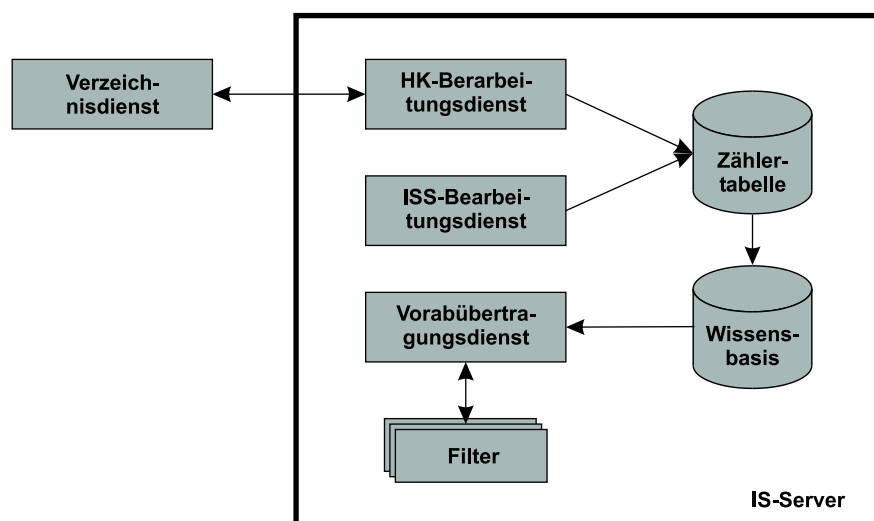 Verzeich-
nisdienst
HK-Berarbei-
tungsdienst
Zähler-
tabelle
ISS-Bearbei-
tungsdienst
Vorabübertra-
gungsdienst
Wissens-
basis
Filter
IS-Server